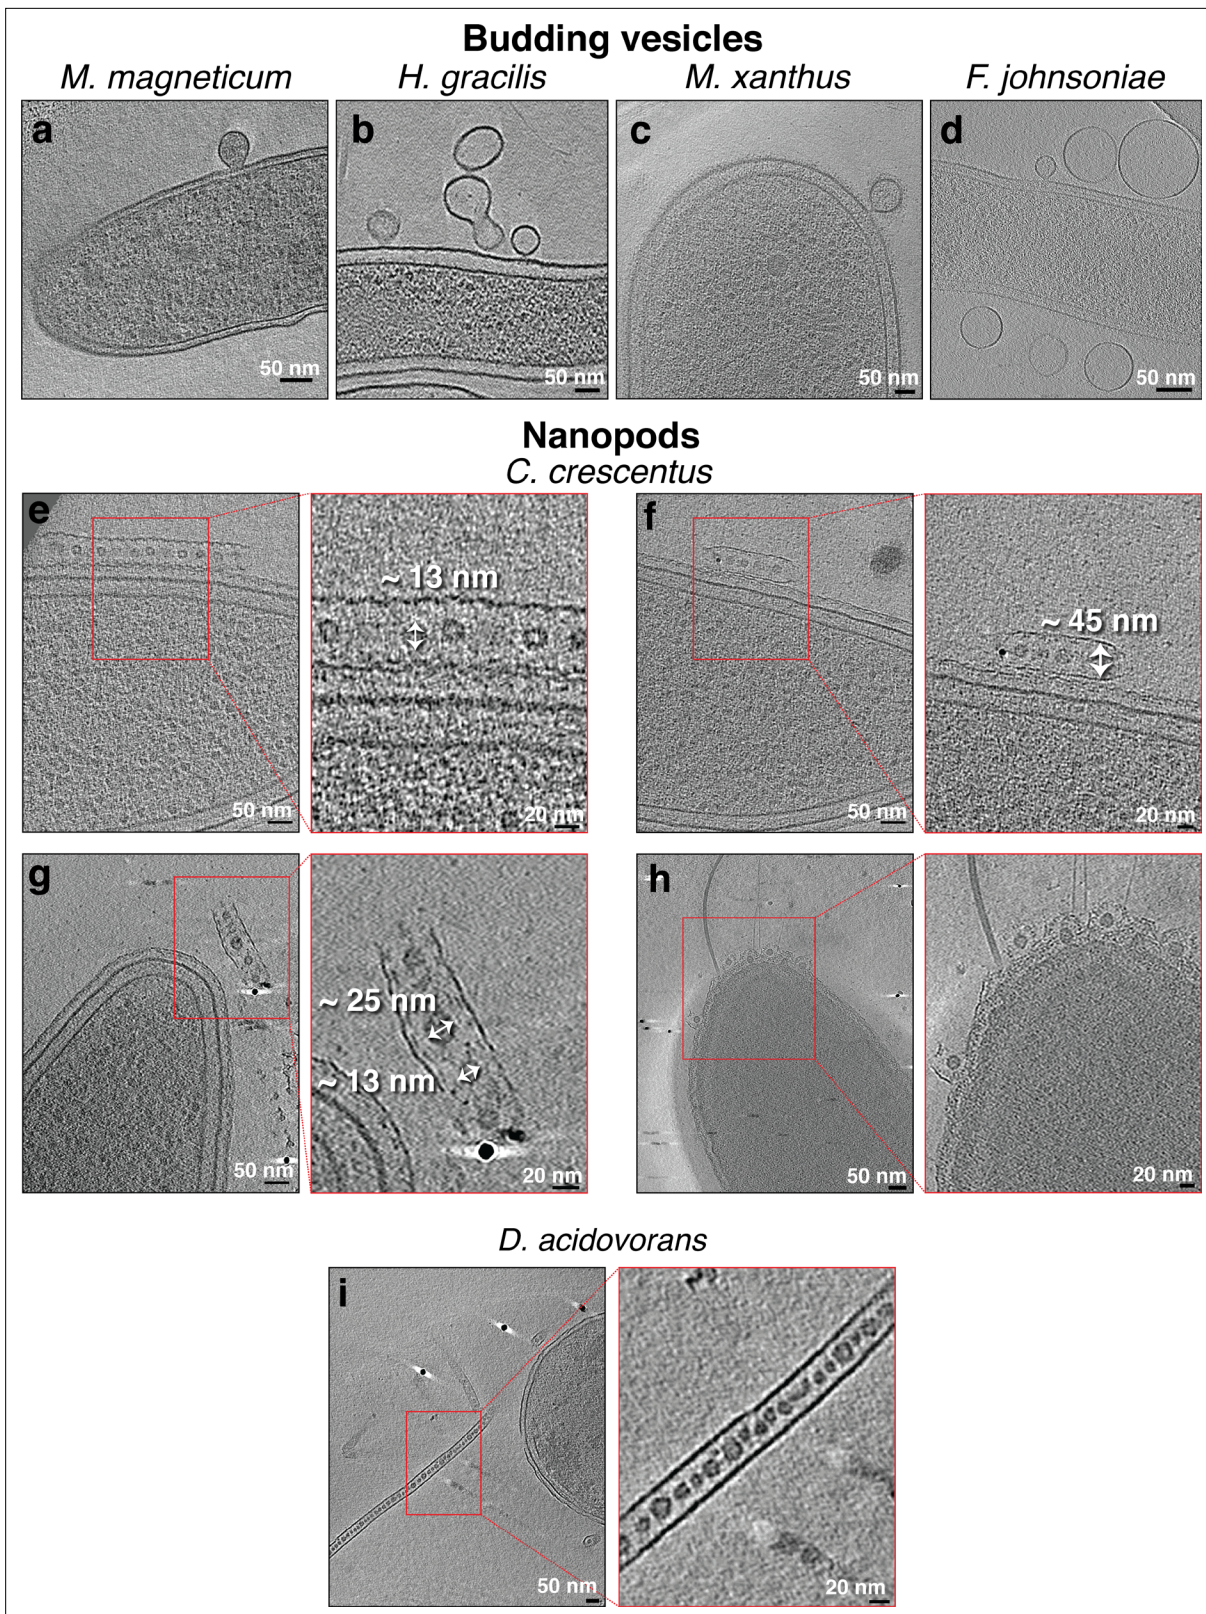 Budding vesicles
M. magneticum H. gracilis M. xanthus F. johnsoniae
a b c d
50 nm 50 nm 50 nm 50 nm
Nanopods
C. crescentus
e f
~ 13 nm
~ 45 nm
50 nm 20 nm 50 nm 20 nm
g h
~ 25 nm
~ 13 nm
50 nm 20 nm 50 nm 20 nm
D. acidovorans
i
50 nm 20 nm